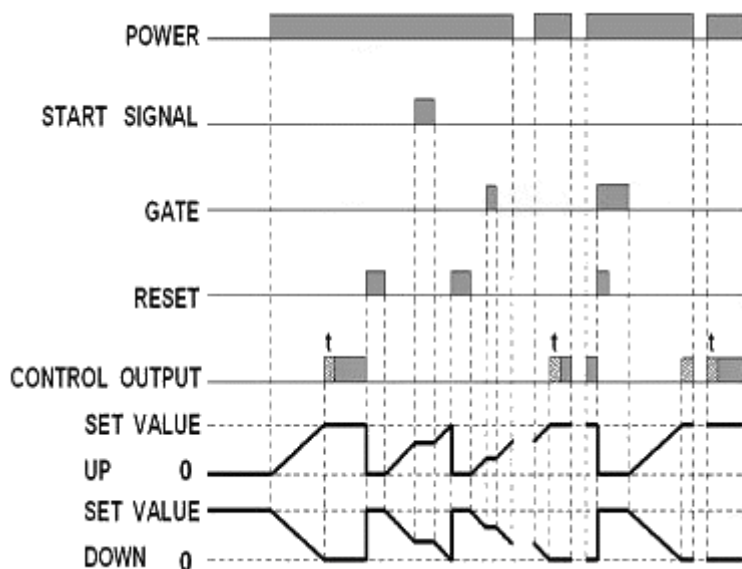 POWER
START SIGNAL
GATE
RESET
t t t
CONTROL OUTPUT
SET VALUE
UP 0
SET VALUE
DOWN 0